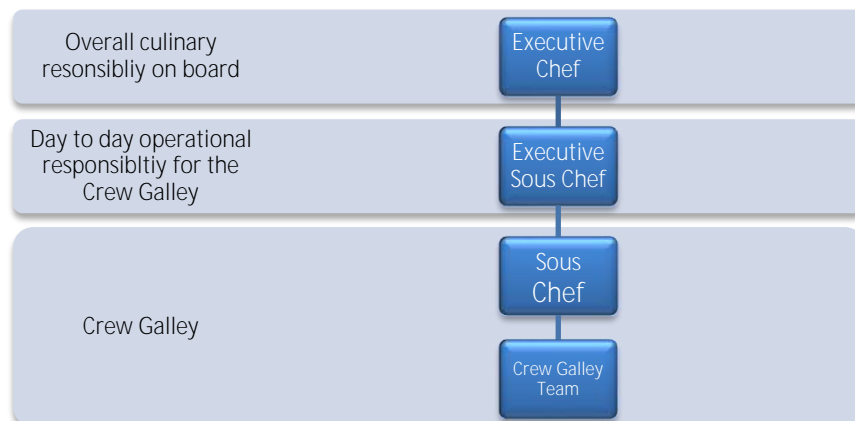 Overall culinary
resonsibliy on board
Executive
Chef
Day to day operational
responsibltiy for the
Crew Galley
Executive
Sous Chef
Crew Galley
Sous
Chef
Crew Galley
Team